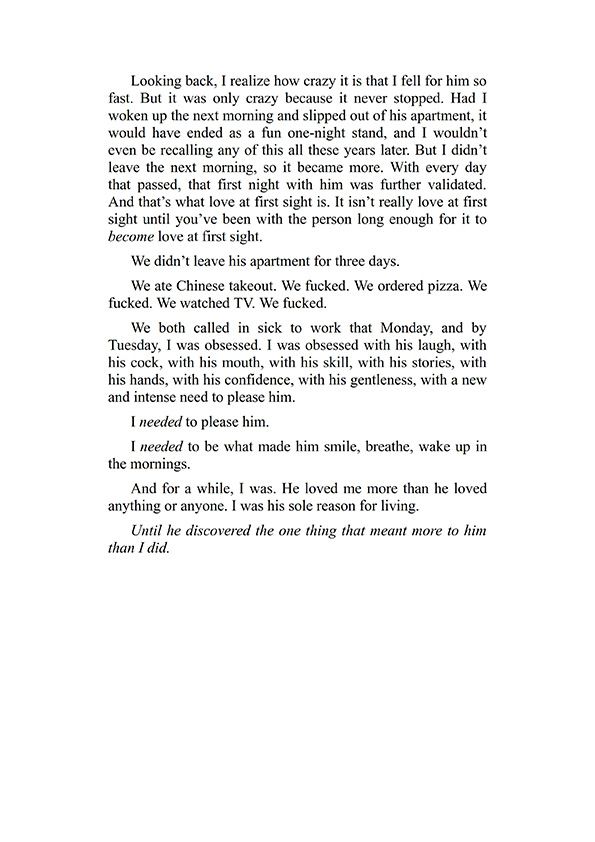 Looking back, I realize how crazy it is that I fell for him so
fast. But it was only crazy because it never stopped. Had I
woken up the next morning and slipped out of his apartment, it
would have ended as a fun one-night stand, and I wouldn’t
even be recalling any of this all these years later. But I didn’t
leave the next morning, so it became more. With every day
that passed, that first night with him was further validated.
And that’s what love at first sight is. It isn’t really love at first
sight until you’ve been with the person long enough for it to
become love at first sight.
We didn’t leave his apartment for three days.
We ate Chinese takeout. We fucked. We ordered pizza. We
fucked. We watched TV. We fucked.
We both called in sick to work that Monday, and by
Tuesday, I was obsessed. I was obsessed with his laugh, with
his cock, with his mouth, with his skill, with his stories, with
his hands, with his confidence, with his gentleness, with a new
and intense need to please him.
I needed to please him.
I needed to be what made him smile, breathe, wake up in
the mornings.
And for a while, I was. He loved me more than he loved
anything or anyone. I was his sole reason for living.
Until he discovered the one thing that meant more to him
than I did.